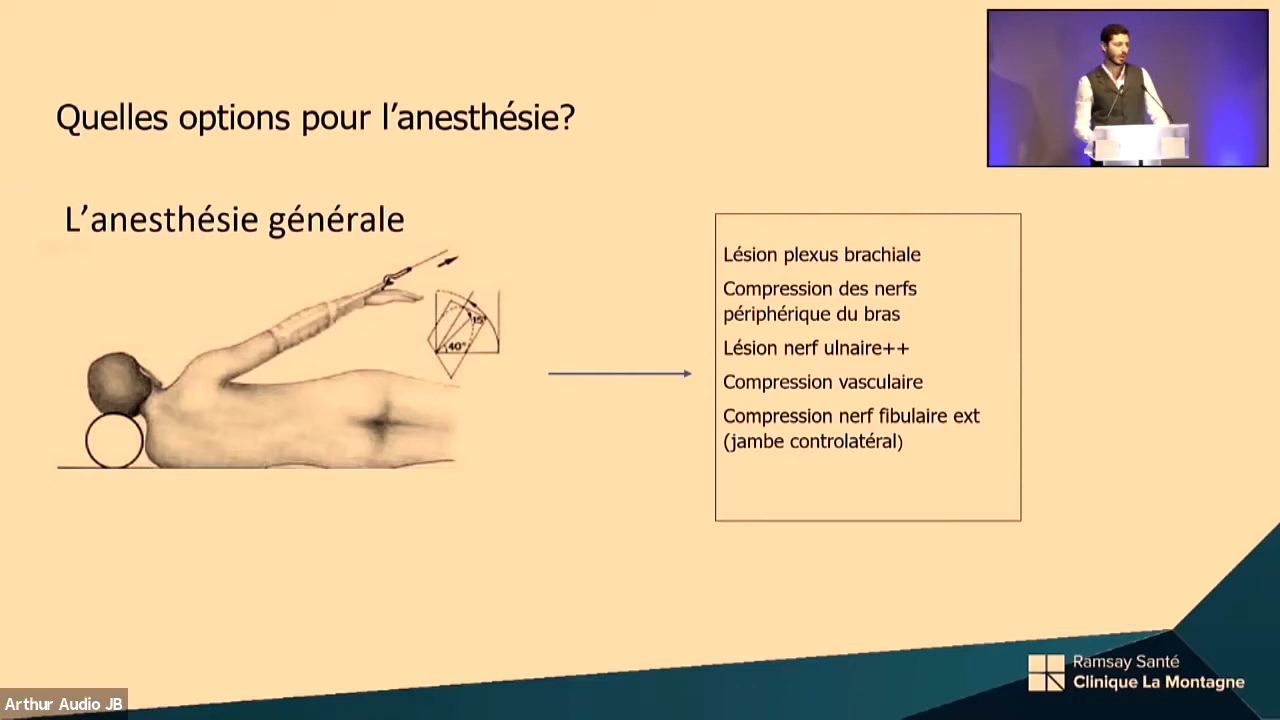 Quelles options pour l'anesthésie?
L'anesthésie générale
15°
40°
Lésion plexus brachiale
Compression des nerfs
périphérique du bras
Lésion nerf ulnaire++
Compression vasculaire
Compression nerf fibulaire ext
(jambe controlatéral)
Ramsay Santé
Clinique La Montagne
Arthur Audio JB